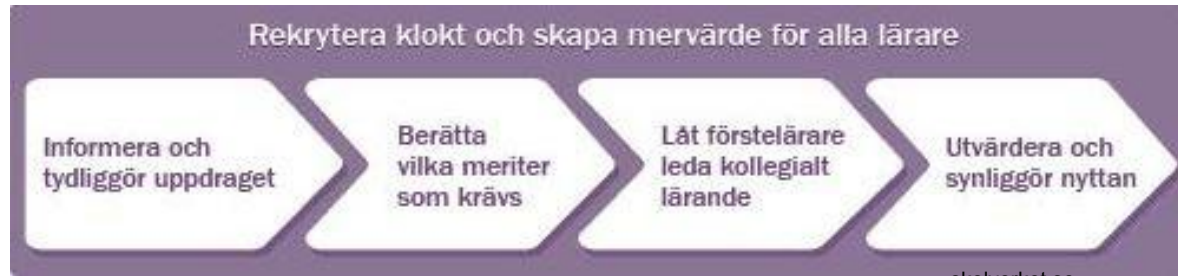 Rekrytera klokt och skapa mervärde för alla lärare
Informera och
tydliggör uppdraget
Berätta
vilka meriter
som krävs
Låt förstelärare
leda kollegialt
lärande
Utvärdera och
synliggör nyttan